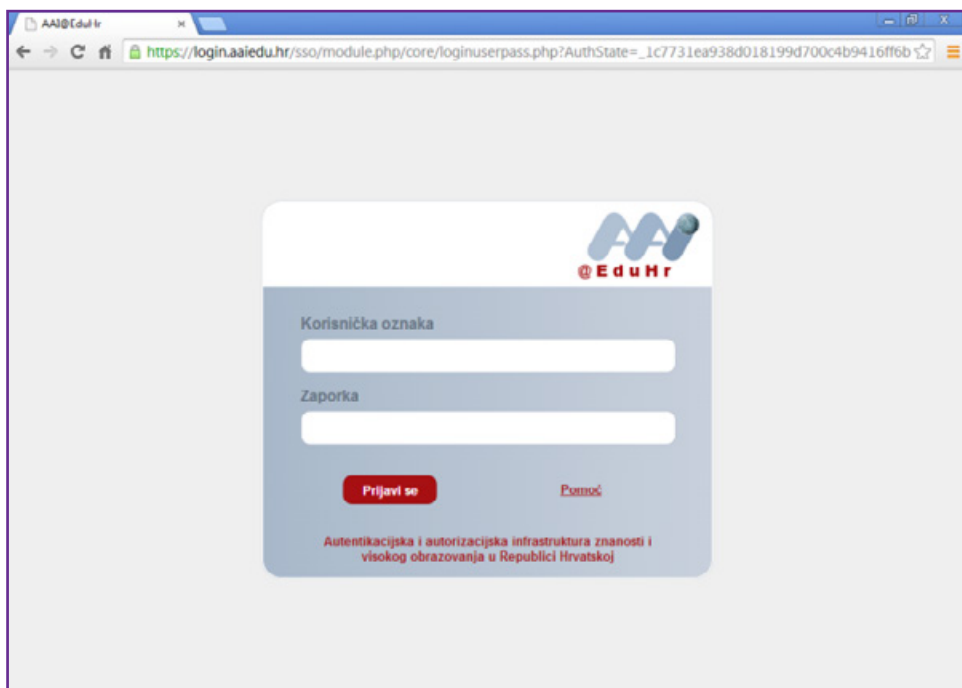 AAI@EduHr
https://login.aaiedu.hr/sso/module.php/core/loginuserpass.php?AuthState=_1c7731ea938d018199d700c4b9416ff6b
AAI
@EduHr
Korisnička oznaka
Zaporka
Prijavi se
Pomoć
Autentikacijska i autorizacijska infrastruktura znanosti i
visokog obrazovanja u Republici Hrvatskoj